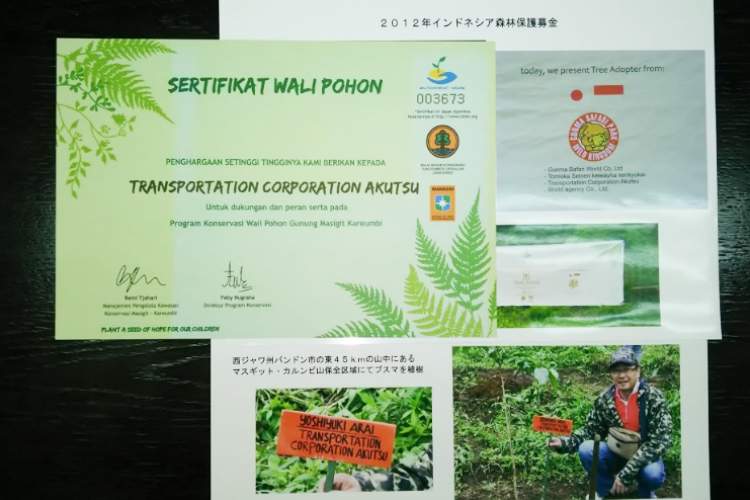 2012年インドネシア森林保護募金
SERTIFIKAT WALI POHON
003673
PENGHARGAAN SETINGGI TINGGINYA KAMI BERIKAN KEPADA
TRANSPORTATION CORPORATION AKUTSU
Untuk dukungan dan peran serta pada
Program Konservasi Wali Pohon Gunung Masigit Kareumbi
Remi Tjahari
Manajemen Pengelola Kawasan
Konservasi Masigit - Kareumbi
Feby Nugraha
Direktur Program Konservasi
PLANT A SEED OF HOPE FOR OUR CHILDREN
today, we present Tree Adopter from:
GUNMA SAFARI PARK
WILD KINGDOM
- Gunma Safari World Co., Ltd
- Transportation Corporation Akutsu
World agency Co., Ltd.
西ジャワ州バンドン市の東45kmの山中にある
マスギット・カルンビ山保全区域にてプスマを植樹
YOSHIYUKI ARAI
TRANSPORTATION
CORPORATION AKUTSU